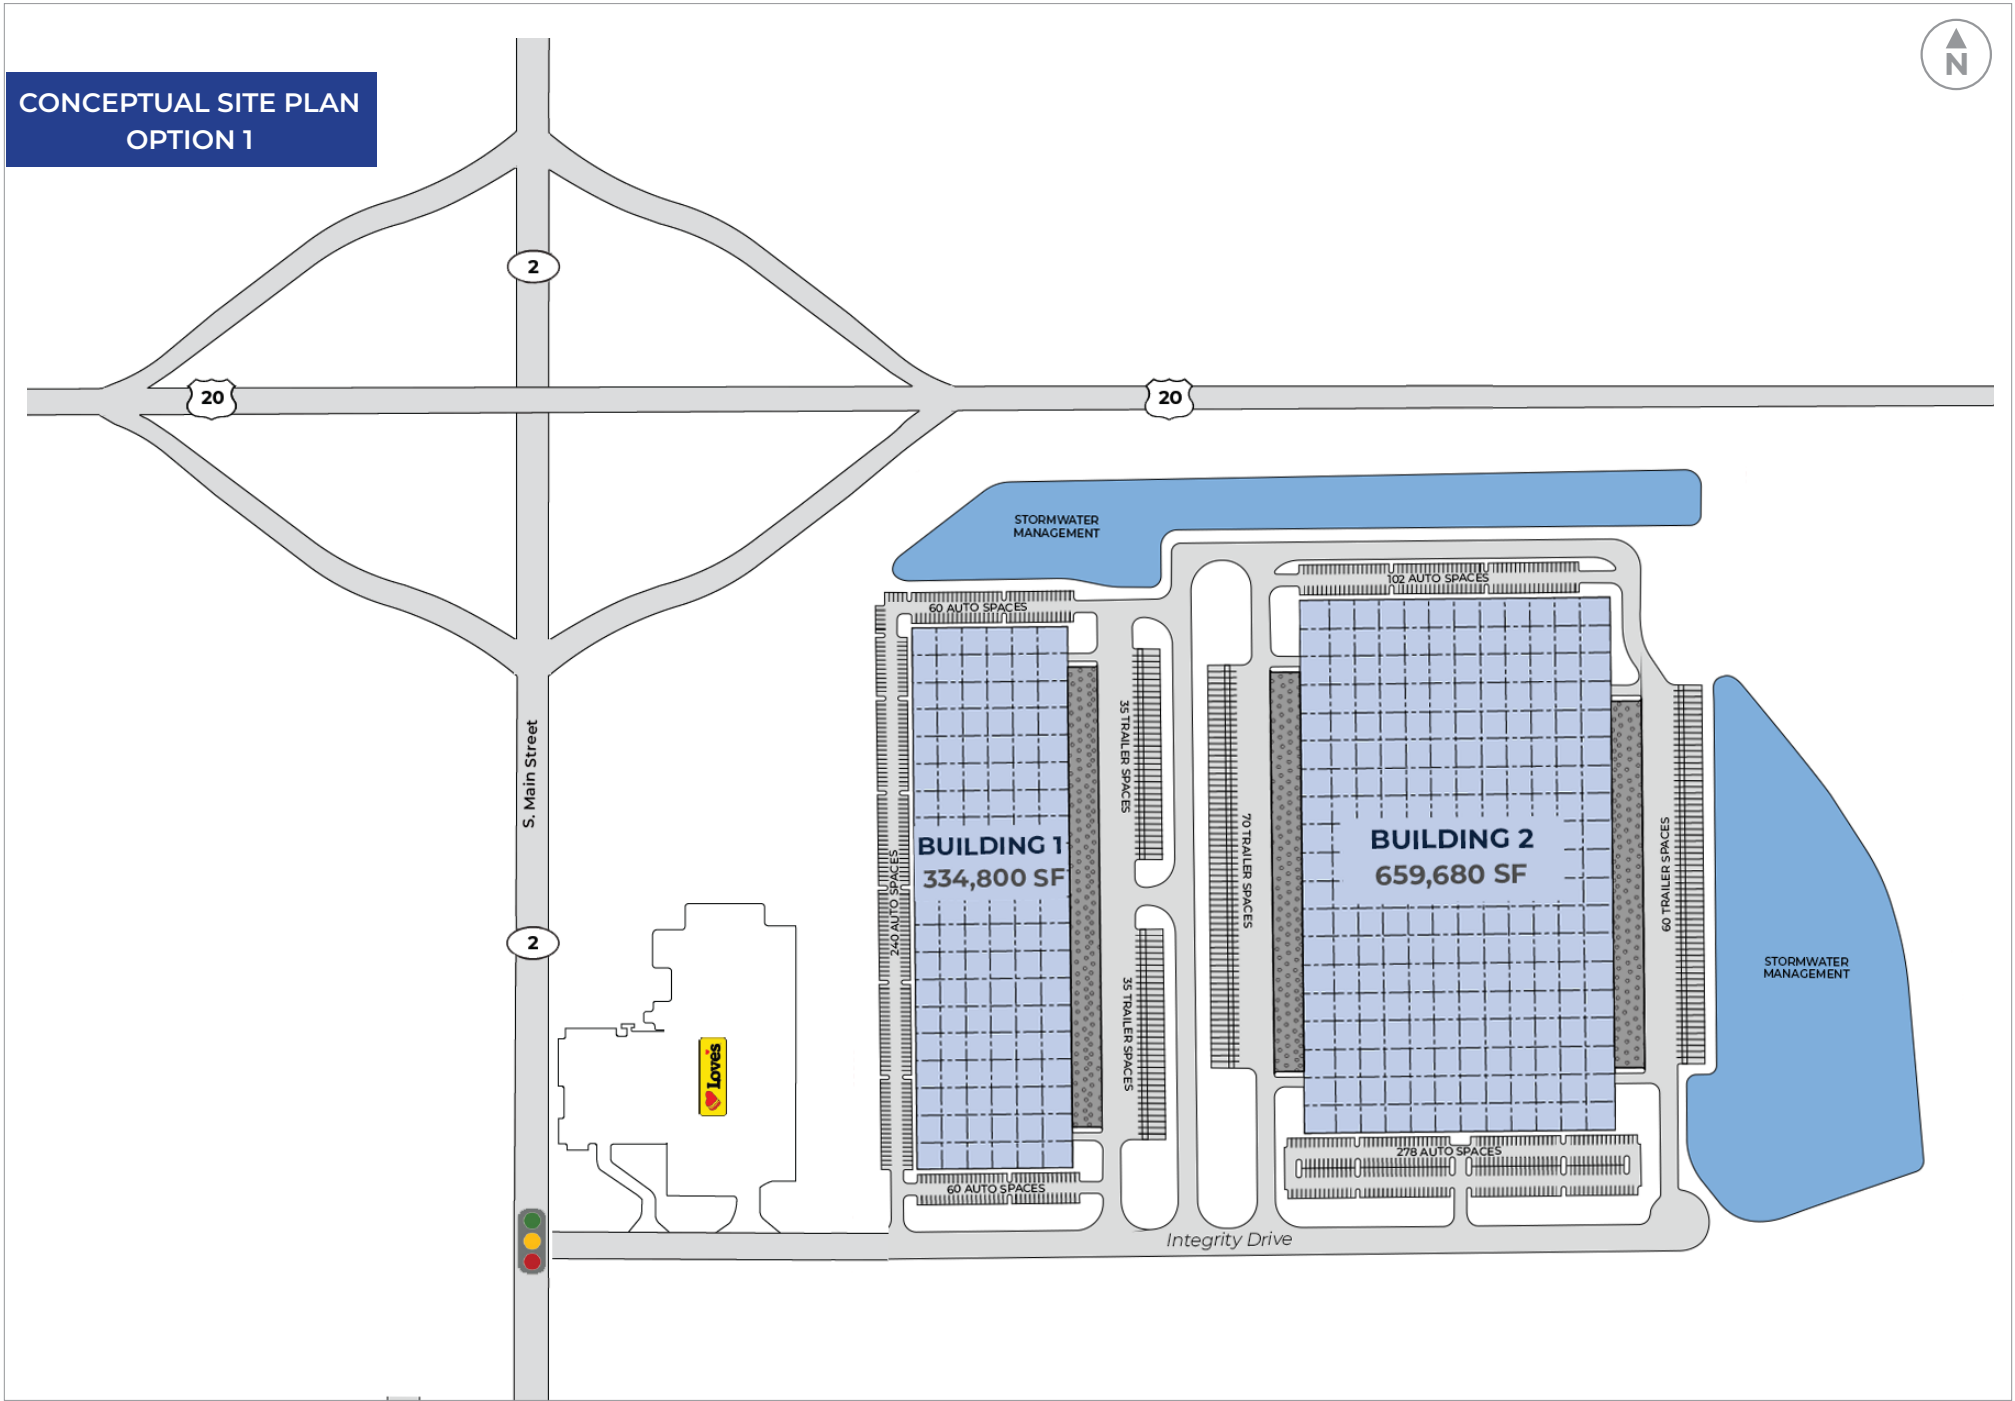 CONCEPTUAL SITE PLAN
OPTION 1
N
2
20
20
STORMWATER
MANAGEMENT
102 AUTO SPACES
60 AUTO SPACES
S. Main Street
35 TRAILER SPACES
BUILDING 1
334,800 SF
240 AUTO SPACES
70 TRAILER SPACES
BUILDING 2
659,680 SF
60 TRAILER SPACES
2
STORMWATER
MANAGEMENT
35 TRAILER SPACES
Love's
278 AUTO SPACES
60 AUTO SPACES
Integrity Drive